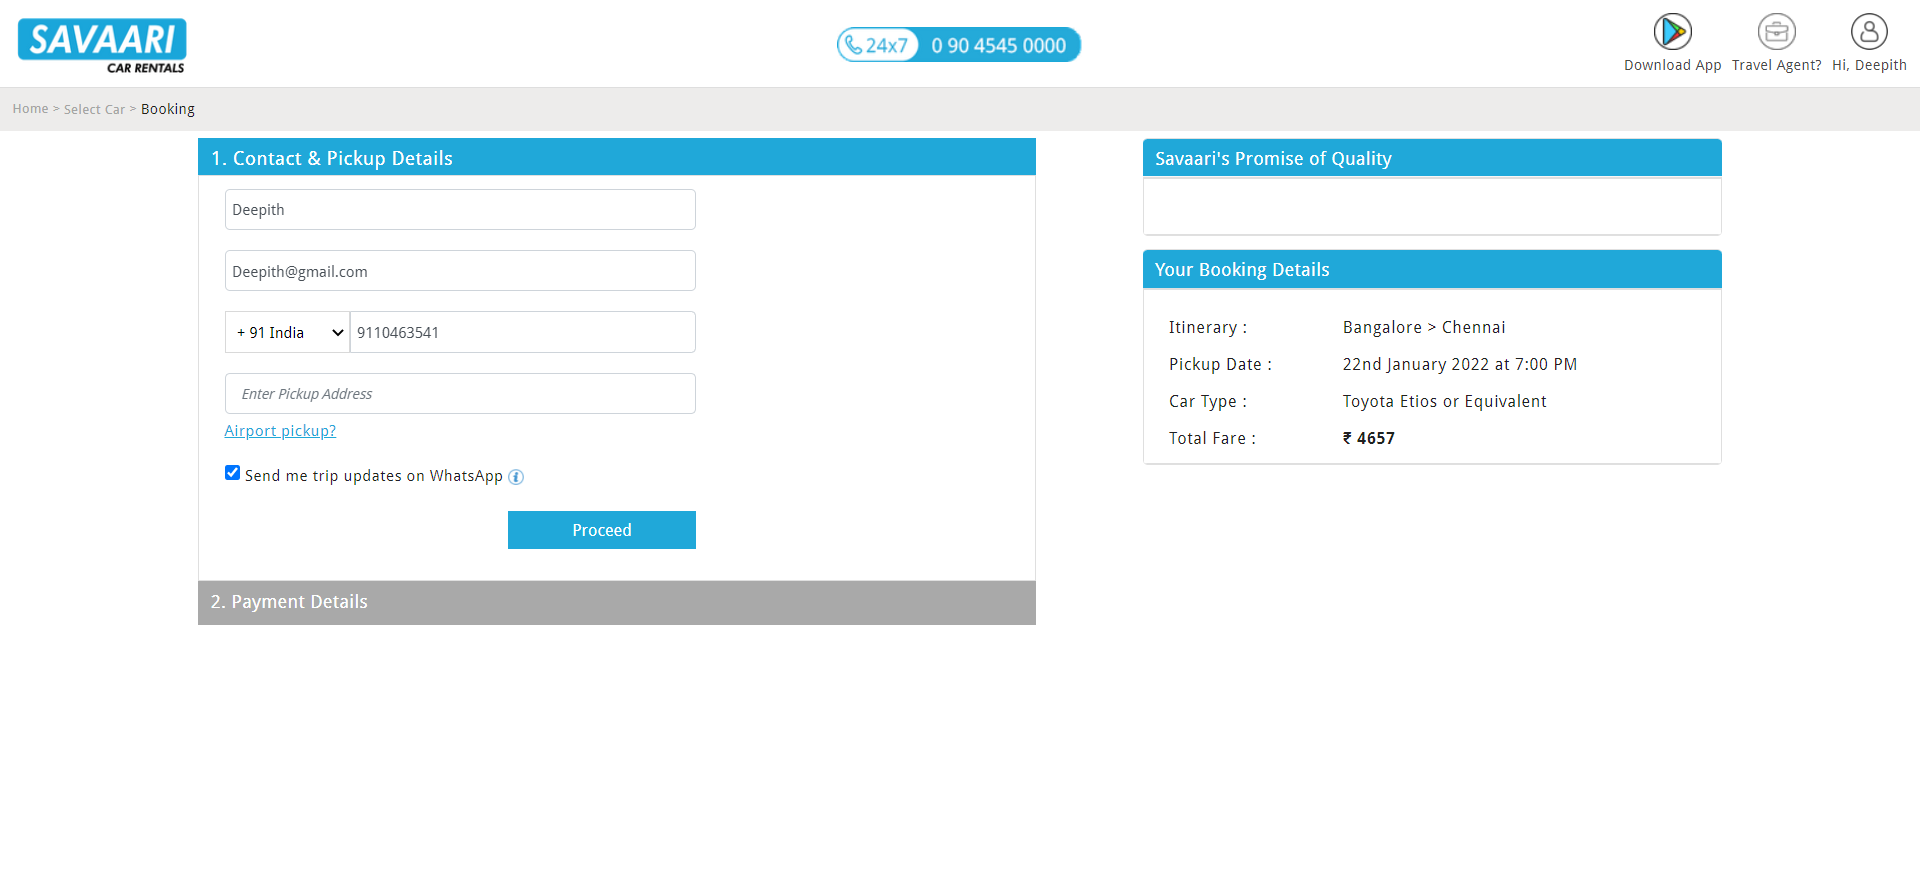 SAVAARI
CAR RENTALS
24x7 0 90 4545 0000
Download App
Travel Agent?
Hi, Deepith
Home > Select Car > Booking
1. Contact & Pickup Details
Deepith
Deepith@gmail.com
+ 91 India 9110463541
Enter Pickup Address
Airport pickup?
Send me trip updates on WhatsApp i
Proceed
2. Payment Details
Savaari's Promise of Quality
Your Booking Details
Itinerary : Bangalore > Chennai
Pickup Date : 22nd January 2022 at 7:00 PM
Car Type : Toyota Etios or Equivalent
Total Fare : ₹ 4657